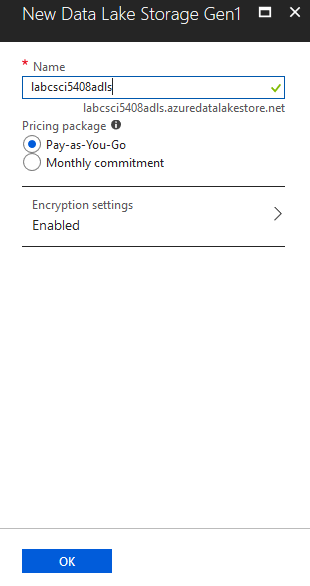 New Data Lake Storage Gen1
* Name
labcsci5408adls
labcsci5408adls.azuredatalakestore.net
Pricing package
Pay-as-You-Go
Monthly commitment
Encryption settings
Enabled
OK